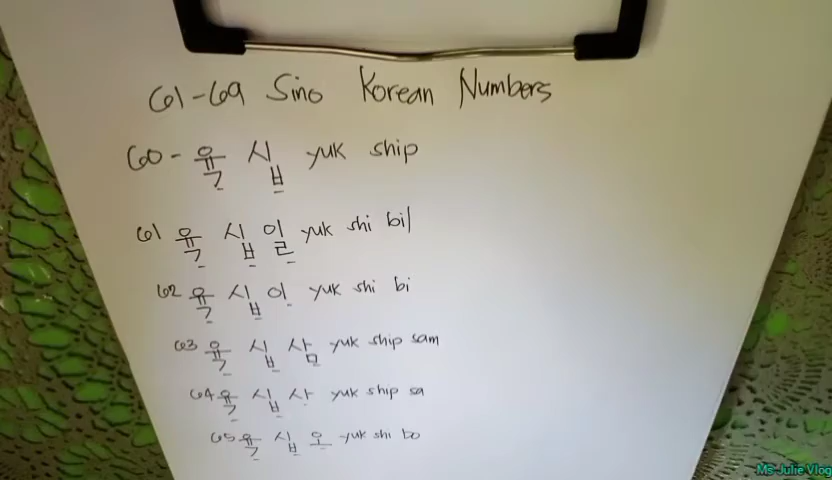 61-69 Sino Korean Numbers
60 - 육 십 yuk ship
61 육 십 일 yuk shi bil
62 육 십 이 yuk shi bi
63 육 십 삼 yuk ship sam
64 육 십 사 yuk ship sa
65 육 십 오 yuk shi bo
Ms Julie Vlog